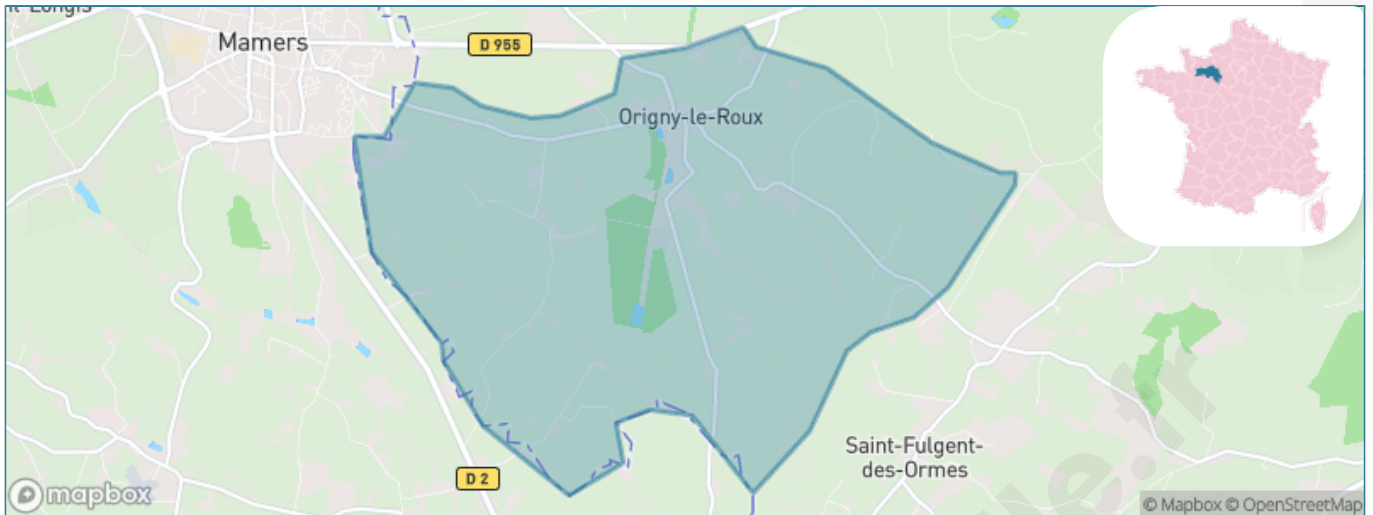 Mamers
D 955
Origny-le-Roux
Saint-Fulgent-
des-Ormes
D 2
mapbox
© Mapbox © OpenStreetMap